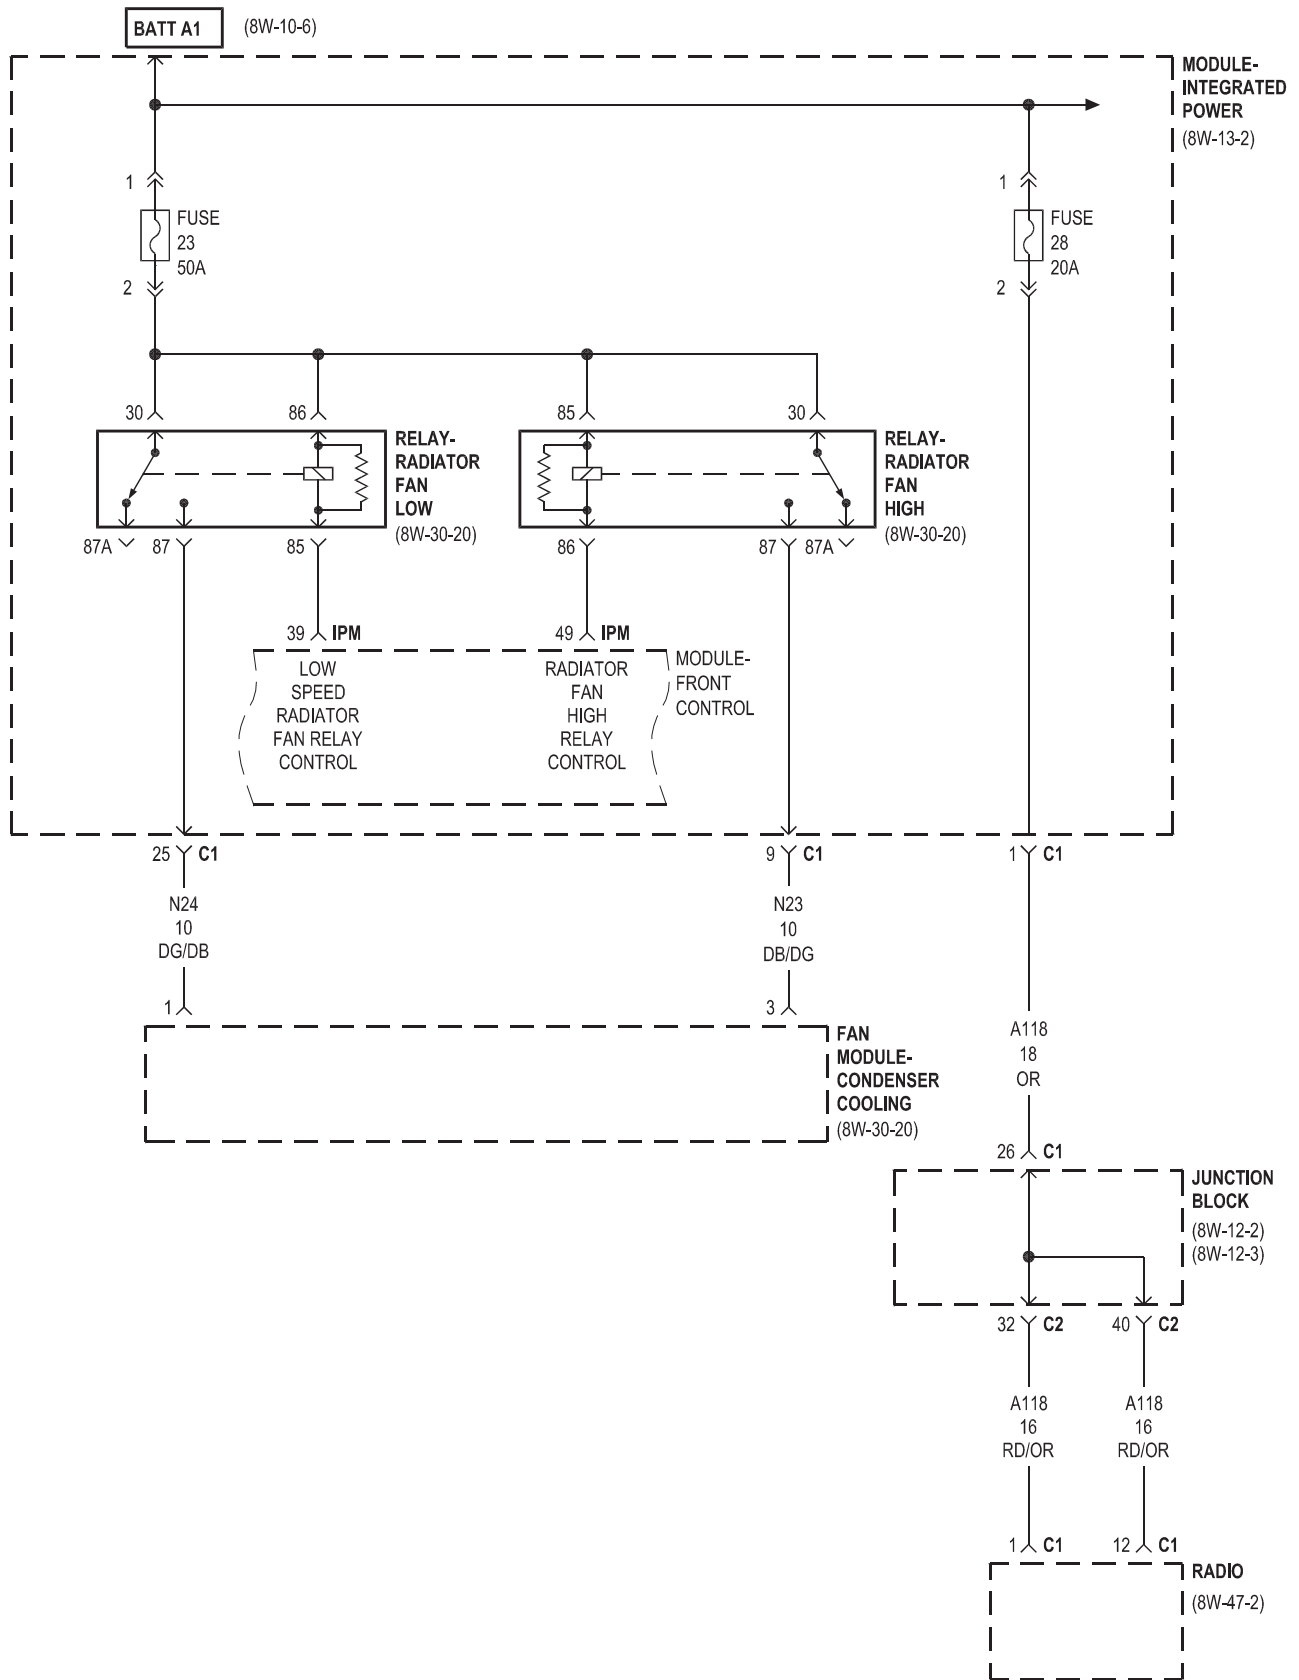 BATT A1
(8W-10-6)
MODULE-
INTEGRATED
POWER
(8W-13-2)
1
FUSE
23
50A
2
1
FUSE
28
20A
2
30
86
RELAY-
RADIATOR
FAN
LOW
(8W-30-20)
87A
87
85
85
30
RELAY-
RADIATOR
FAN
HIGH
(8W-30-20)
86
87
87A
39 IPM
LOW
SPEED
RADIATOR
FAN RELAY
CONTROL
49 IPM
RADIATOR
FAN
HIGH
RELAY
CONTROL
MODULE-
FRONT
CONTROL
25 C1
N24
10
DG/DB
1
9 C1
N23
10
DB/DG
3
FAN
MODULE-
CONDENSER
COOLING
(8W-30-20)
1 C1
A118
18
OR
26 C1
JUNCTION
BLOCK
(8W-12-2)
(8W-12-3)
32 C2
40 C2
A118
16
RD/OR
A118
16
RD/OR
1 C1
12 C1
RADIO
(8W-47-2)